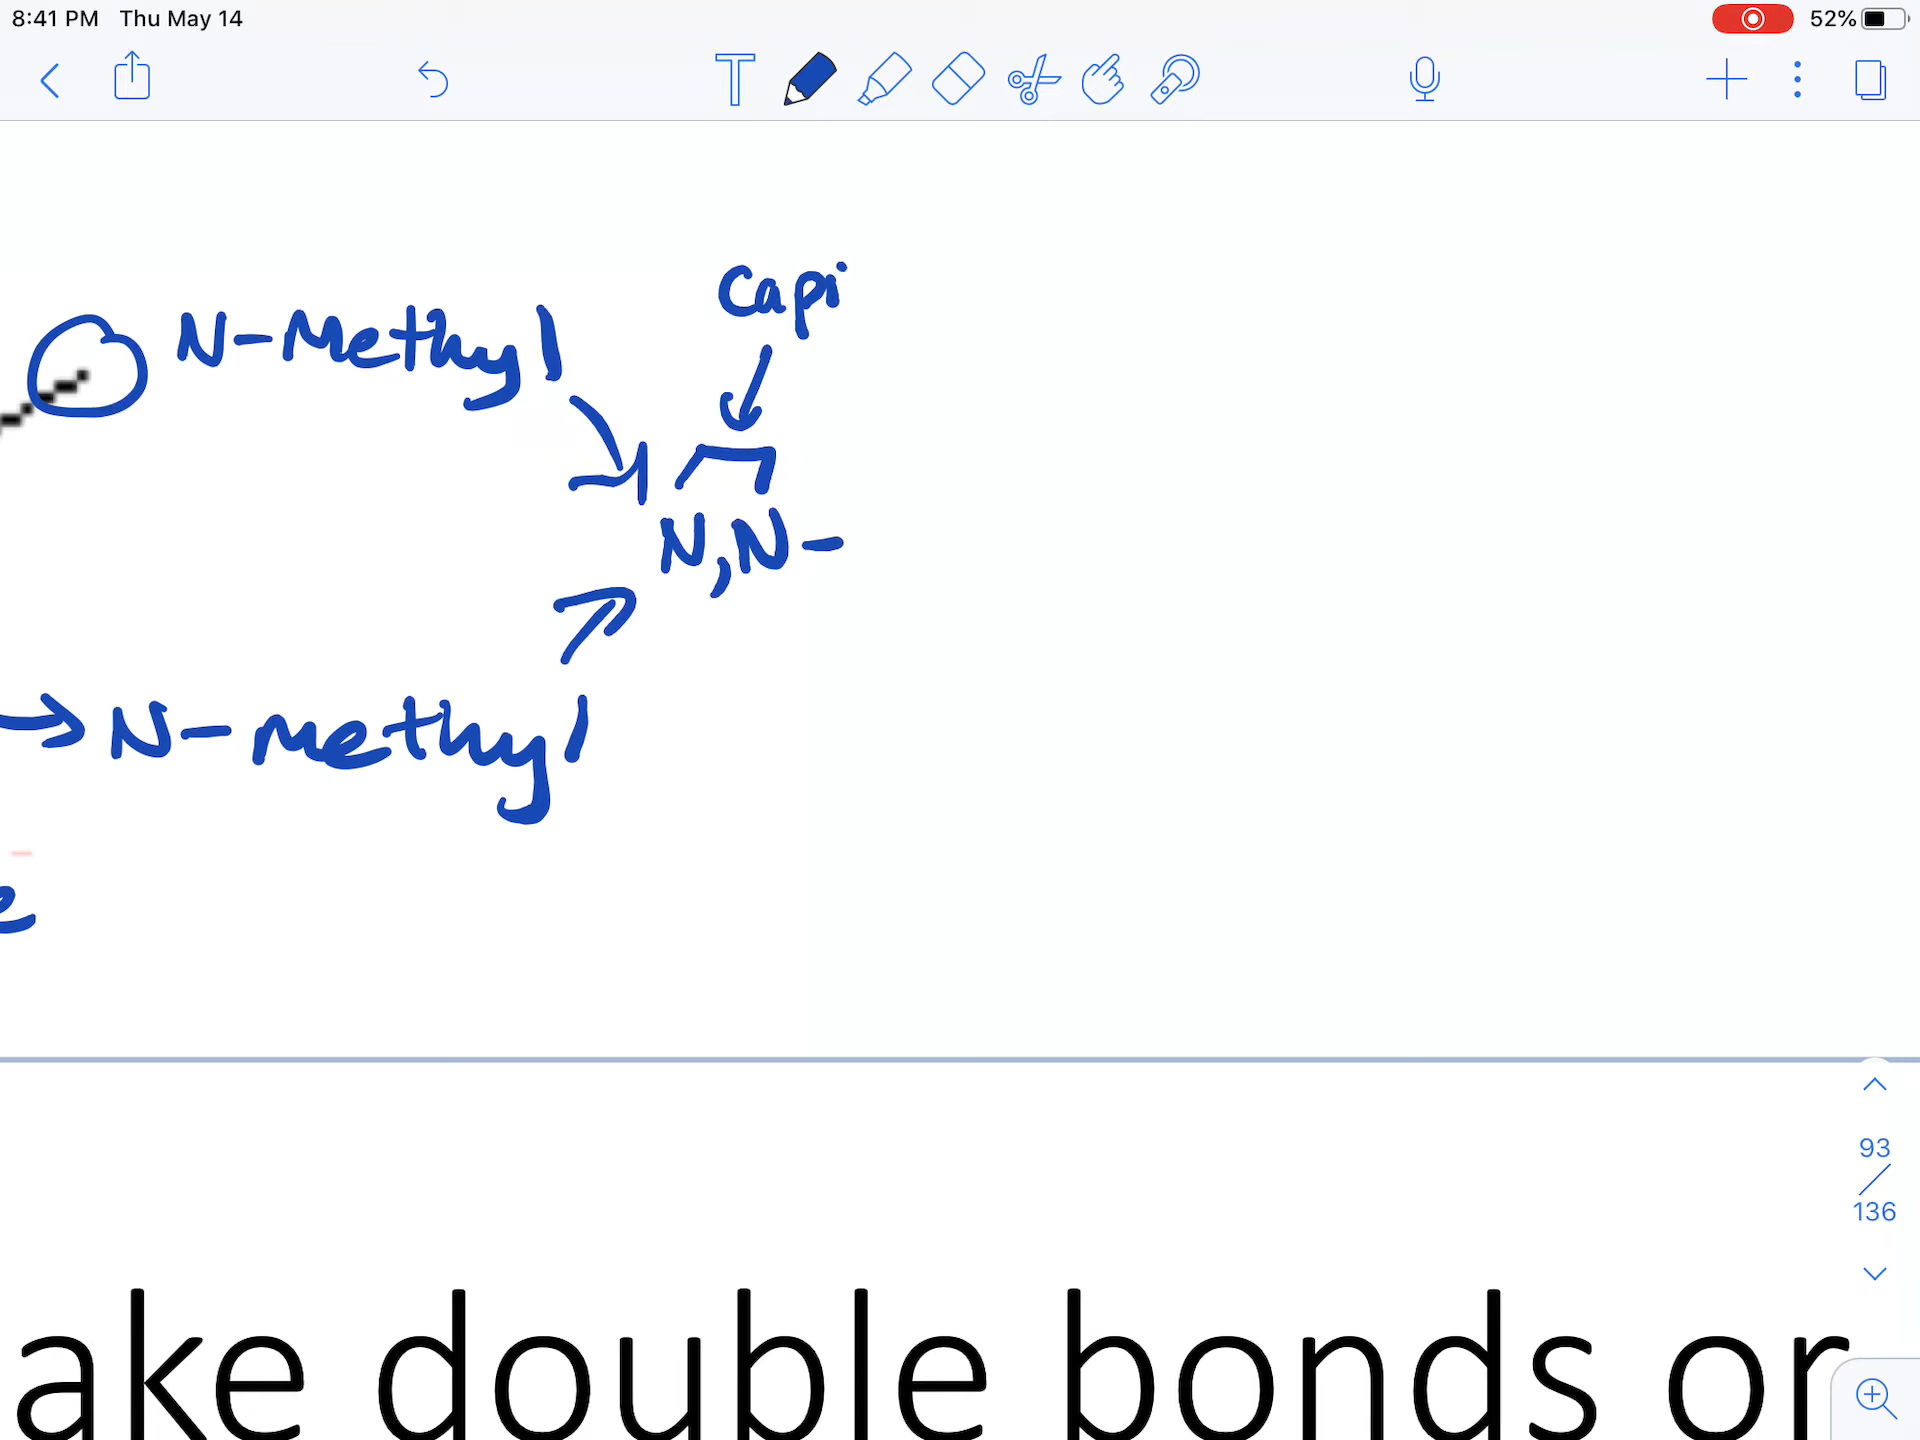 8:41 PM Thu May 14
52%
T
Capi
N-Methyl
N,N-
N-methyl
e
93
136
ake double bonds or